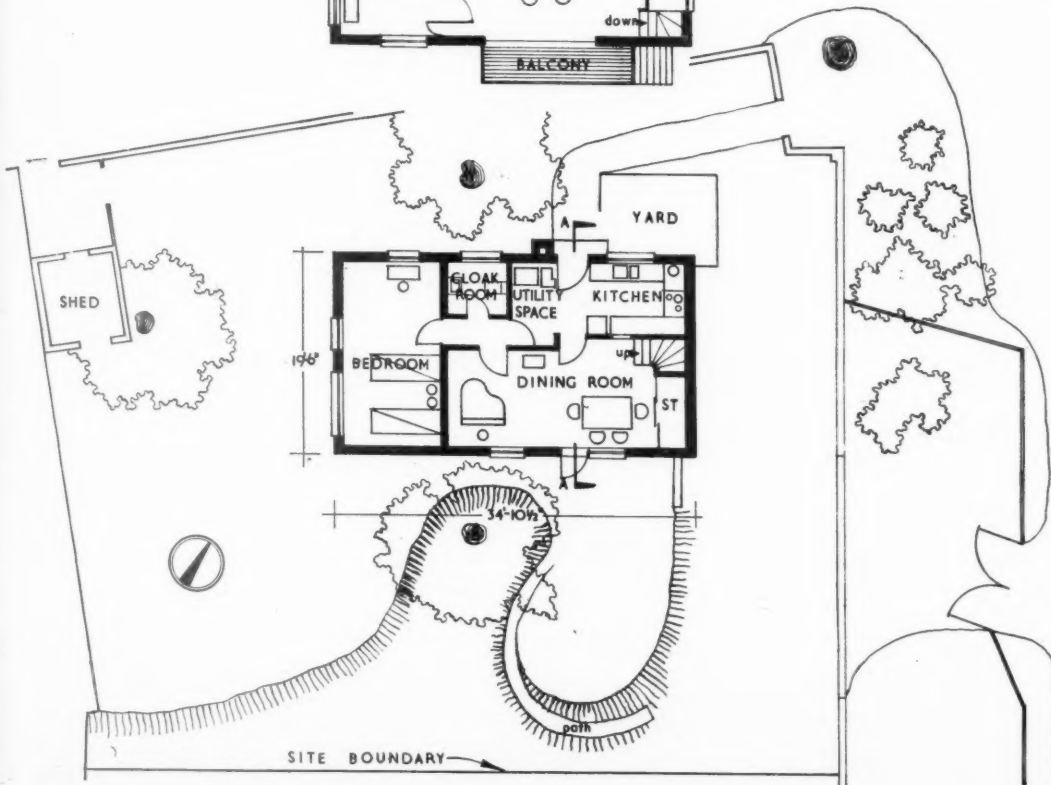 down
BALCONY
A
YARD
SHED
CLOAK
ROOM
UTILITY
SPACE
KITCHEN
19'6"
BEDROOM
up
DINING ROOM
ST
A
34'-10½"
path
SITE BOUNDARY